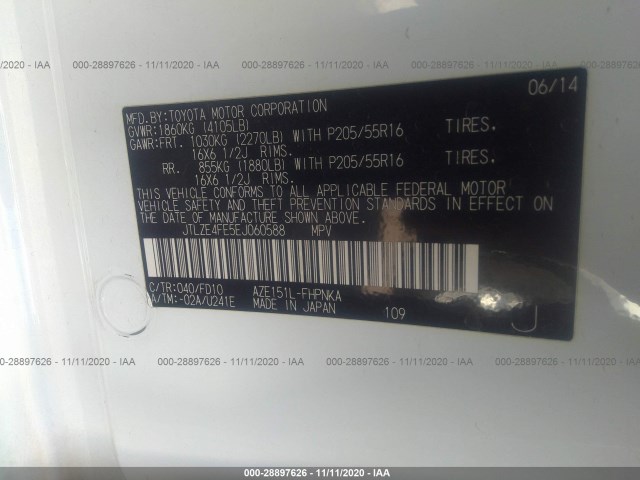 000-28897626 - 11/11/2020 - IAA
06/14
MFD.BY:TOYOTA MOTOR CORPORATION
GVWR:1860KG (4105LB)
GAWR:FRT. 1030KG (2270LB) WITH P205/55R16 TIRES.
16X6 1/2J RIMS.
RR. 855KG (1880LB) WITH P205/55R16 TIRES.
16X6 1/2J RIMS.
THIS VEHICLE CONFORMS TO ALL APPLICABLE FEDERAL MOTOR
VEHICLE SAFETY AND THEFT PREVENTION STANDARDS IN EFFECT ON
THE DATE OF MANUFACTURE SHOWN ABOVE.
JTLZE4FE5EJ060588 MPV
C/TR:040/FD10 AZE151L-FHPNKA
A/TM:-02A/U241E MADE IN JAPAN 109 J
000-28897626 - 11/11/2020 - IAA